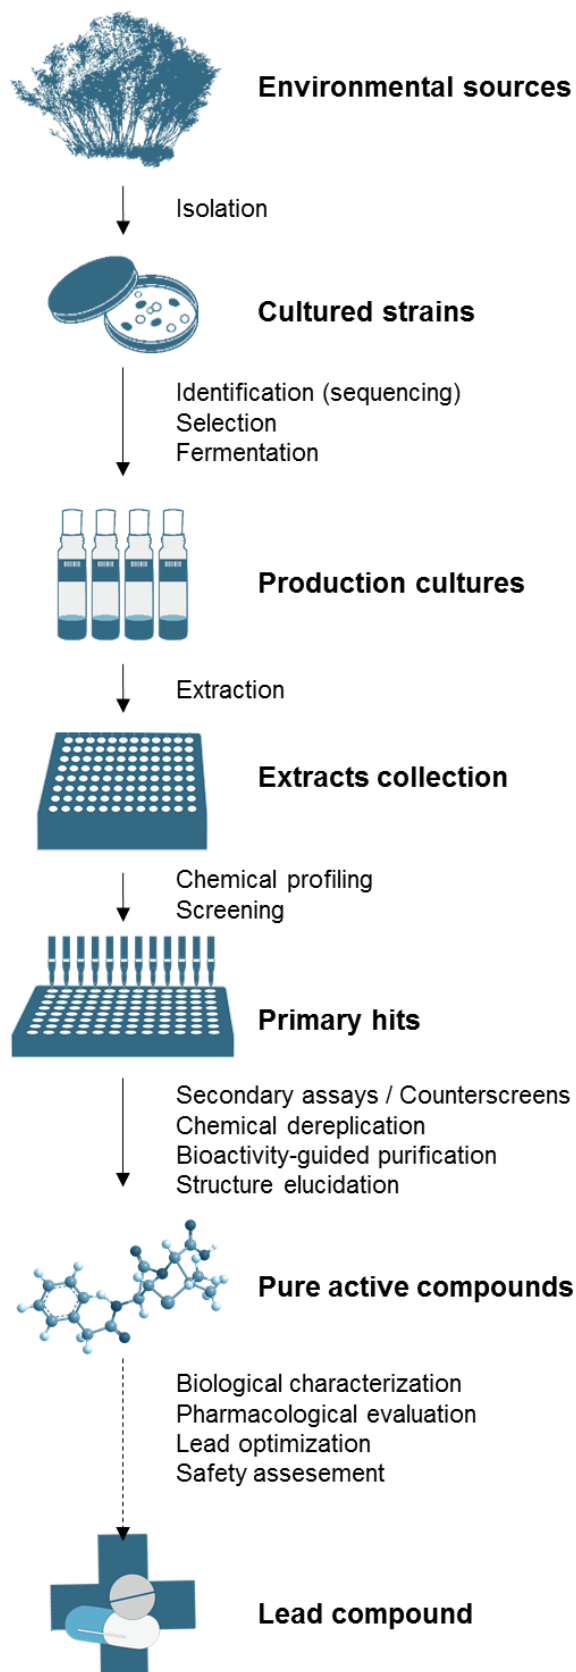 Environmental sources
Isolation
Cultured strains
Identification (sequencing)
Selection
Fermentation
Production cultures
Extraction
Extracts collection
Chemical profiling
Screening
Primary hits
Secondary assays / Counterscreens
Chemical dereplication
Bioactivity-guided purification
Structure elucidation
Pure active compounds
Biological characterization
Pharmacological evaluation
Lead optimization
Safety assesement
Lead compound